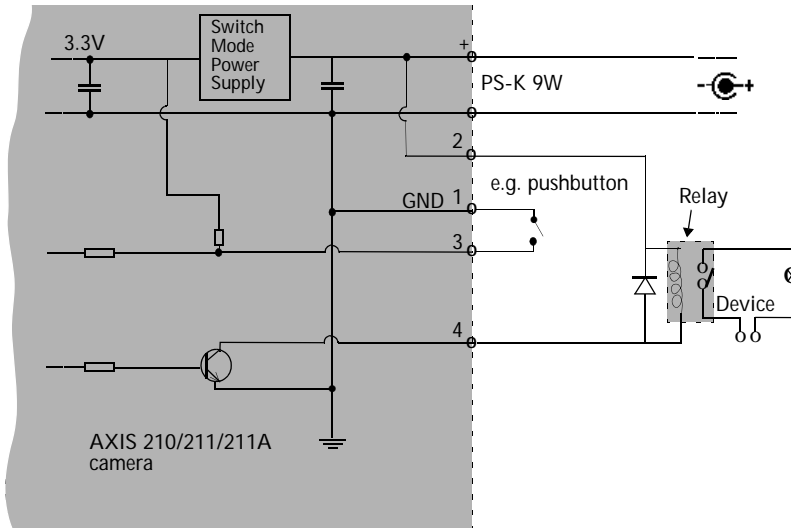 3.3V
Switch
Mode
Power
Supply
+
PS-K 9W
- +
2
e.g. pushbutton
GND 1
Relay
3
Device
4
AXIS 210/211/211A
camera